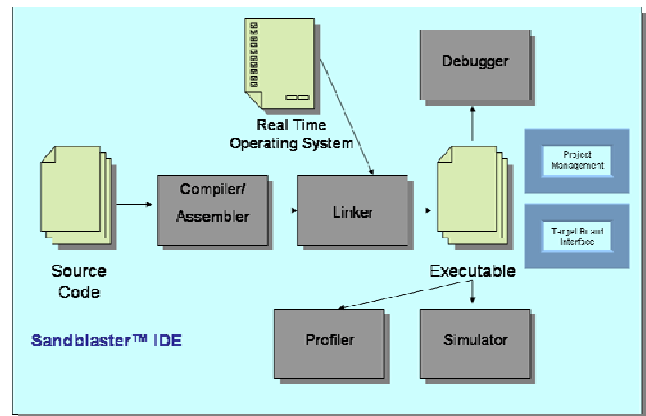 Debugger
Real Time
Operating System
Project
Management
Compiler/
Assembler
Linker
Target Board
Interface
Source
Code
Executable
Sandblaster™ IDE
Profiler
Simulator